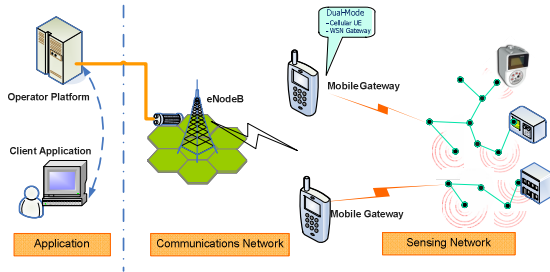 Dual-Mode
- Cellular UE
- WSN Gateway
Operator Platform
eNodeB
Mobile Gateway
Client Application
Mobile Gateway
Application
Communications Network
Sensing Network